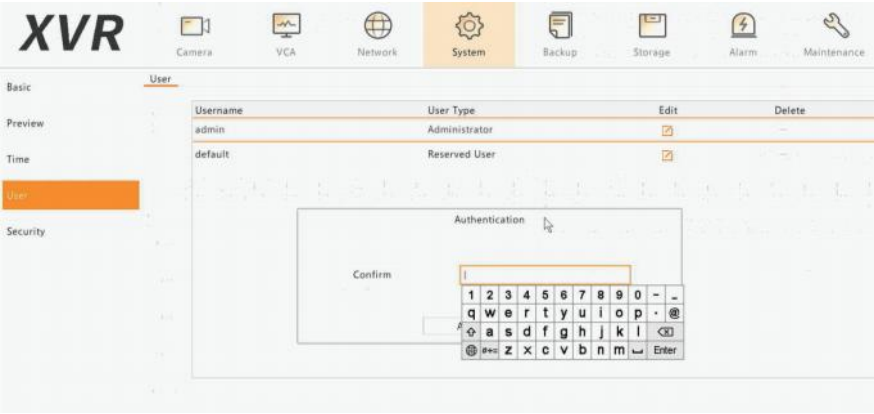 XVR
Camera VCA Network System Backup Storage Alarm Maintenance
Basic
Preview
Time
User
Security
User
Username User Type Edit Delete
admin Administrator
default Reserved User
Authentication
Confirm
1 2 3 4 5 6 7 8 9 0 - _
q w e r t y u i o p . @
a s d f g h j k l
#+= z x c v b n m Enter